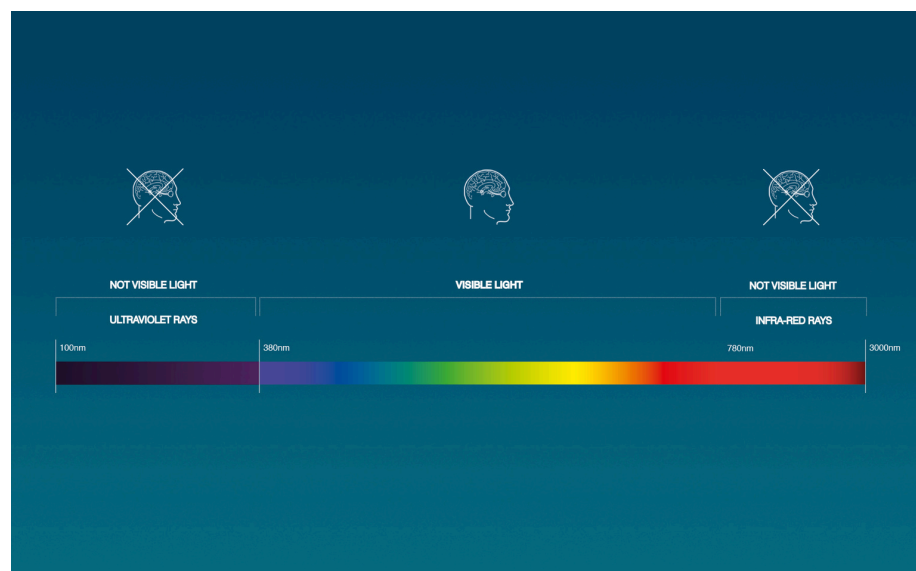 NOT VISIBLE LIGHT
VISIBLE LIGHT
NOT VISIBLE LIGHT
ULTRAVIOLET RAYS
INFRA-RED RAYS
100nm
380nm
780nm
3000nm